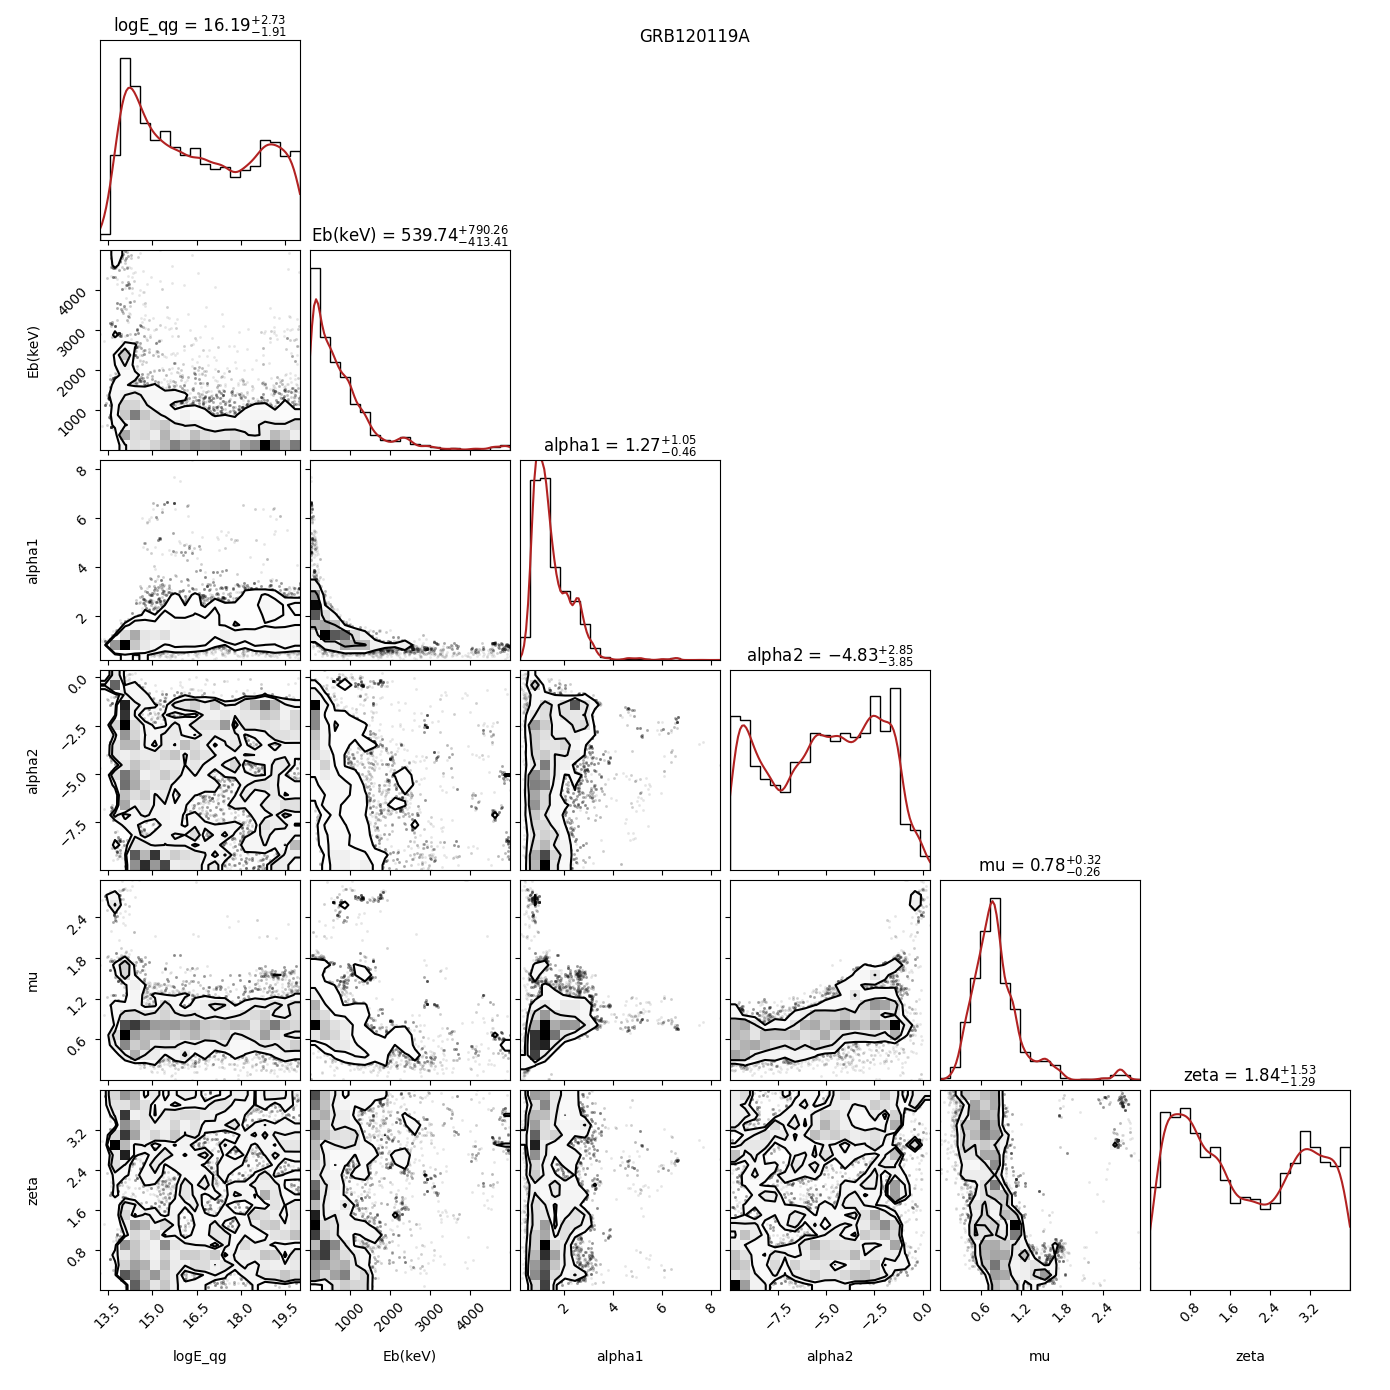 GRB120119A
logE_qg = 16.19+2.73−1.91
Eb(keV) = 539.74+790.26−413.41
Eb(keV)
4000
3000
2000
1000
alpha1 = 1.27+1.05−0.46
alpha1
8
6
4
2
alpha2 = −4.83+2.85−3.85
alpha2
0.0
−2.5
−5.0
−7.5
mu = 0.78+0.32−0.26
mu
2.4
1.8
1.2
0.6
zeta = 1.84+1.53−1.29
zeta
3.2
2.4
1.6
0.8
13.5 15.0 16.5 18.0 19.5 1000 2000 3000 4000 2 4 6 8 −7.5 −5.0 −2.5 0.0 0.6 1.2 1.8 2.4 0.8 1.6 2.4 3.2
logE_qg Eb(keV) alpha1 alpha2 mu zeta